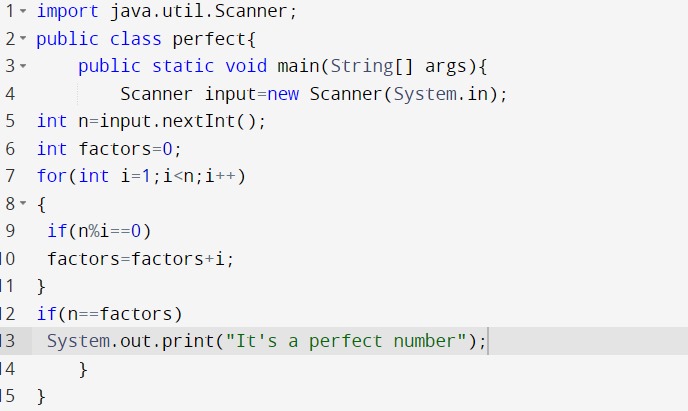 1 import java.util.Scanner;
2 public class perfect{
3     public static void main(String[] args){
4         Scanner input=new Scanner(System.in);
5 int n=input.nextInt();
6 int factors=0;
7 for(int i=1;i<n;i++)
8 {
9  if(n%i==0)
10  factors=factors+i;
11 }
12 if(n==factors)
13  System.out.print("It's a perfect number");
14     }
15 }